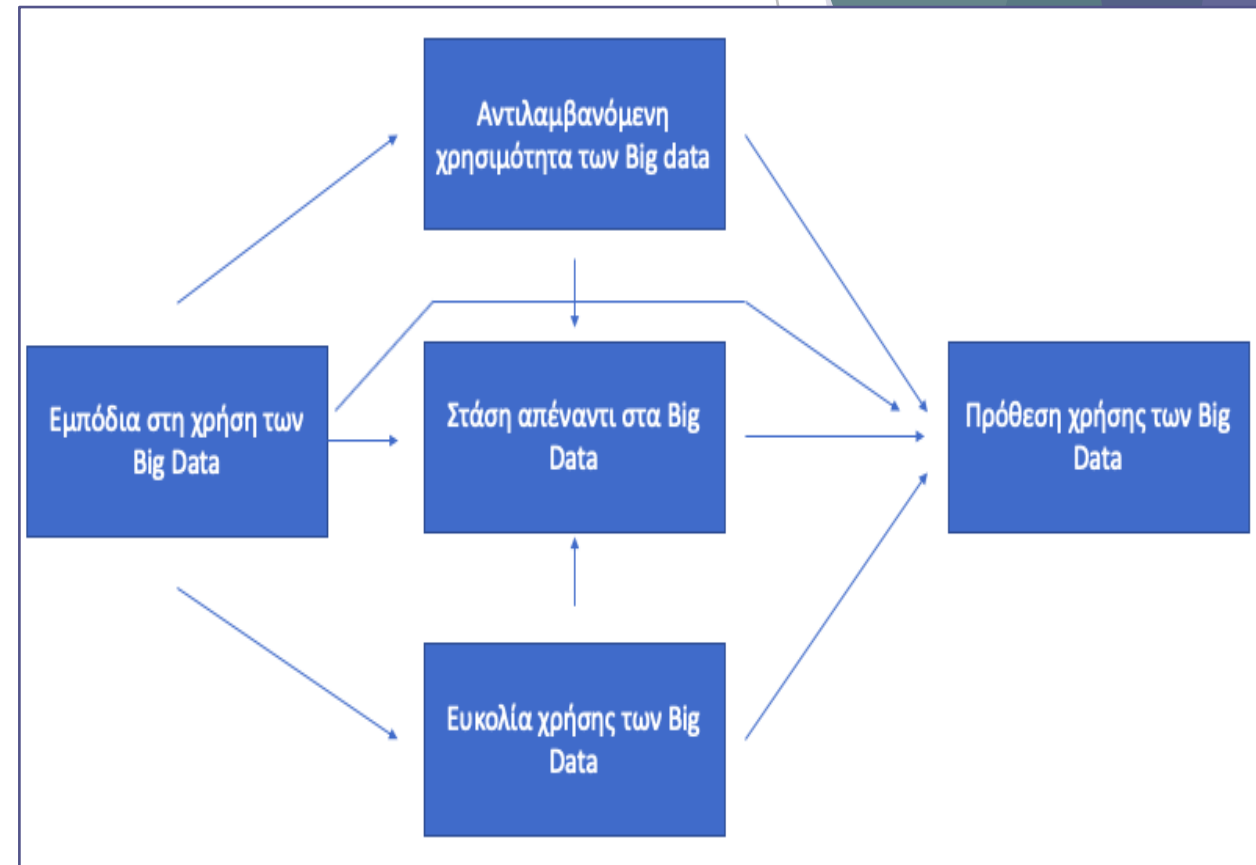 Αντιλαμβανόμενη
χρησιμότητα των Big data
Εμπόδια στη χρήση των
Big Data
Στάση απέναντι στα Big
Data
Πρόθεση χρήσης των Big
Data
Ευκολία χρήσης των Big
Data